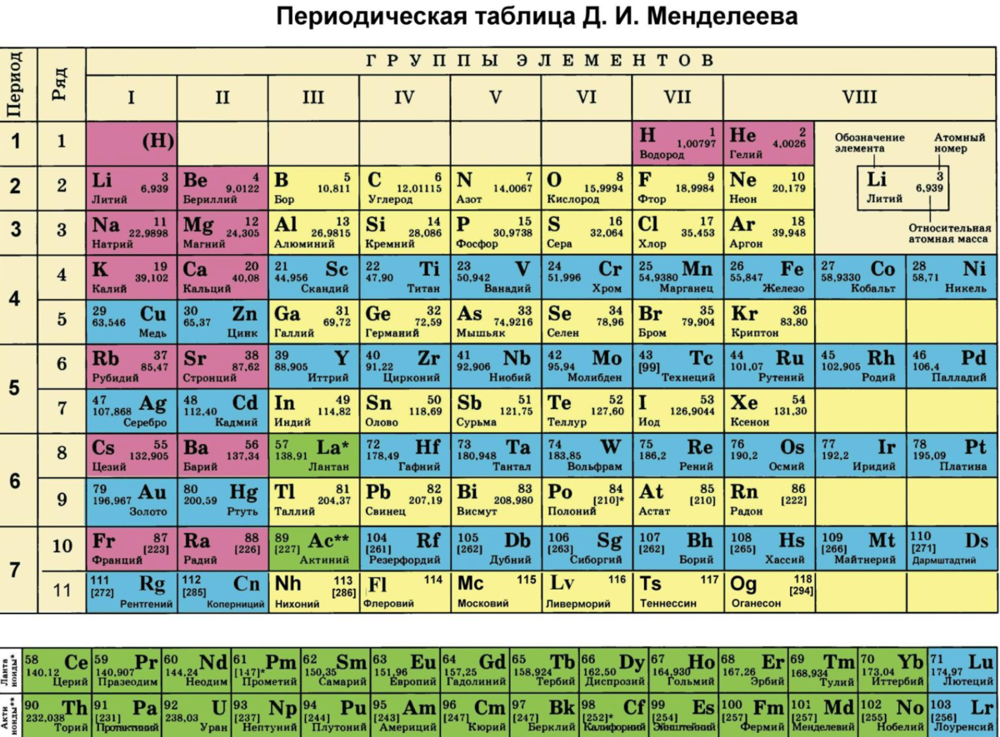 Периодическая таблица Д. И. Менделеева
Период Ряд ГРУППЫ ЭЛЕМЕНТОВ
I II III IV V VI VII VIII
1 1 (H) H 1 1,00797 Водород He 2 4,0026 Гелий
Обозначение элемента Атомный номер
Li 3 6,939 Литий
Относительная атомная масса
2 2 Li 3 6,939 Литий Be 4 9,0122 Бериллий B 5 10,811 Бор C 6 12,01115 Углерод N 7 14,0067 Азот O 8 15,9994 Кислород F 9 18,9984 Фтор Ne 10 20,179 Неон
3 3 Na 11 22,9898 Натрий Mg 12 24,305 Магний Al 13 26,9815 Алюминий Si 14 28,086 Кремний P 15 30,9738 Фосфор S 16 32,064 Сера Cl 17 35,453 Хлор Ar 18 39,948 Аргон
4 4 K 19 39,102 Калий Ca 20 40,08 Кальций 21 Sc 44,956 Скандий 22 Ti 47,90 Титан 23 V 50,942 Ванадий 24 Cr 51,996 Хром 25 Mn 54,9380 Марганец 26 Fe 55,847 Железо 27 Co 58,9330 Кобальт 28 Ni 58,71 Никель
5 29 Cu 63,546 Медь 30 Zn 65,37 Цинк Ga 31 69,72 Галлий Ge 32 72,59 Германий As 33 74,9216 Мышьяк Se 34 78,96 Селен Br 35 79,904 Бром Kr 36 83,80 Криптон
5 6 Rb 37 85,47 Рубидий Sr 38 87,62 Стронций 39 Y 88,905 Иттрий 40 Zr 91,22 Цирконий 41 Nb 92,906 Ниобий 42 Mo 95,94 Молибден 43 Tc [99] Технеций 44 Ru 101,07 Рутений 45 Rh 102,905 Родий 46 Pd 106,4 Палладий
7 47 Ag 107,868 Серебро 48 Cd 112,40 Кадмий In 49 114,82 Индий Sn 50 118,69 Олово Sb 51 121,75 Сурьма Te 52 127,60 Теллур I 53 126,9044 Иод Xe 54 131,30 Ксенон
6 8 Cs 55 132,905 Цезий Ba 56 137,34 Барий 57 La* 138,91 Лантан 72 Hf 178,49 Гафний 73 Ta 180,948 Тантал 74 W 183,85 Вольфрам 75 Re 186,2 Рений 76 Os 190,2 Осмий 77 Ir 192,2 Иридий 78 Pt 195,09 Платина
9 79 Au 196,967 Золото 80 Hg 200,59 Ртуть Tl 81 204,37 Таллий Pb 82 207,19 Свинец Bi 83 208,980 Висмут Po 84 [210]* Полоний At 85 [210] Астат Rn 86 [222] Радон
7 10 Fr 87 [223] Франций Ra 88 [226] Радий 89 Ac** [227] Актиний 104 Rf [261] Резерфордий 105 Db [262] Дубний 106 Sg [263] Сиборгий 107 Bh [262] Борий 108 Hs [265] Хассий 109 Mt [266] Майтнерий 110 Ds [271] Дармштадтий
11 111 Rg [272] Рентгений 112 Cn [285] Коперниций Nh 113 [286] Нихоний Fl 114 Флеровий Mc 115 Московий Lv 116 Ливерморий Ts 117 Теннессин Og 118 [294] Оганесон
Лантаноиды* 58 Ce 140,12 Церий 59 Pr 140,907 Празеодим 60 Nd 144,24 Неодим 61 Pm [147]* Прометий 62 Sm 150,35 Самарий 63 Eu 151,96 Европий 64 Gd 157,25 Гадолиний 65 Tb 158,924 Тербий 66 Dy 162,50 Диспрозий 67 Ho 164,930 Гольмий 68 Er 167,26 Эрбий 69 Tm 168,934 Тулий 70 Yb 173,04 Иттербий 71 Lu 174,97 Лютеций
Актиноиды** 90 Th 232,038 Торий 91 Pa [231] Протактиний 92 U 238,03 Уран 93 Np [237] Нептуний 94 Pu [244] Плутоний 95 Am [243] Америций 96 Cm [247] Кюрий 97 Bk [247] Берклий 98 Cf [252]* Калифорний 99 Es [254] Эйнштейний 100 Fm [257] Фермий 101 Md [257] Менделевий 102 No [255] Нобелий 103 Lr [256] Лоуренсий